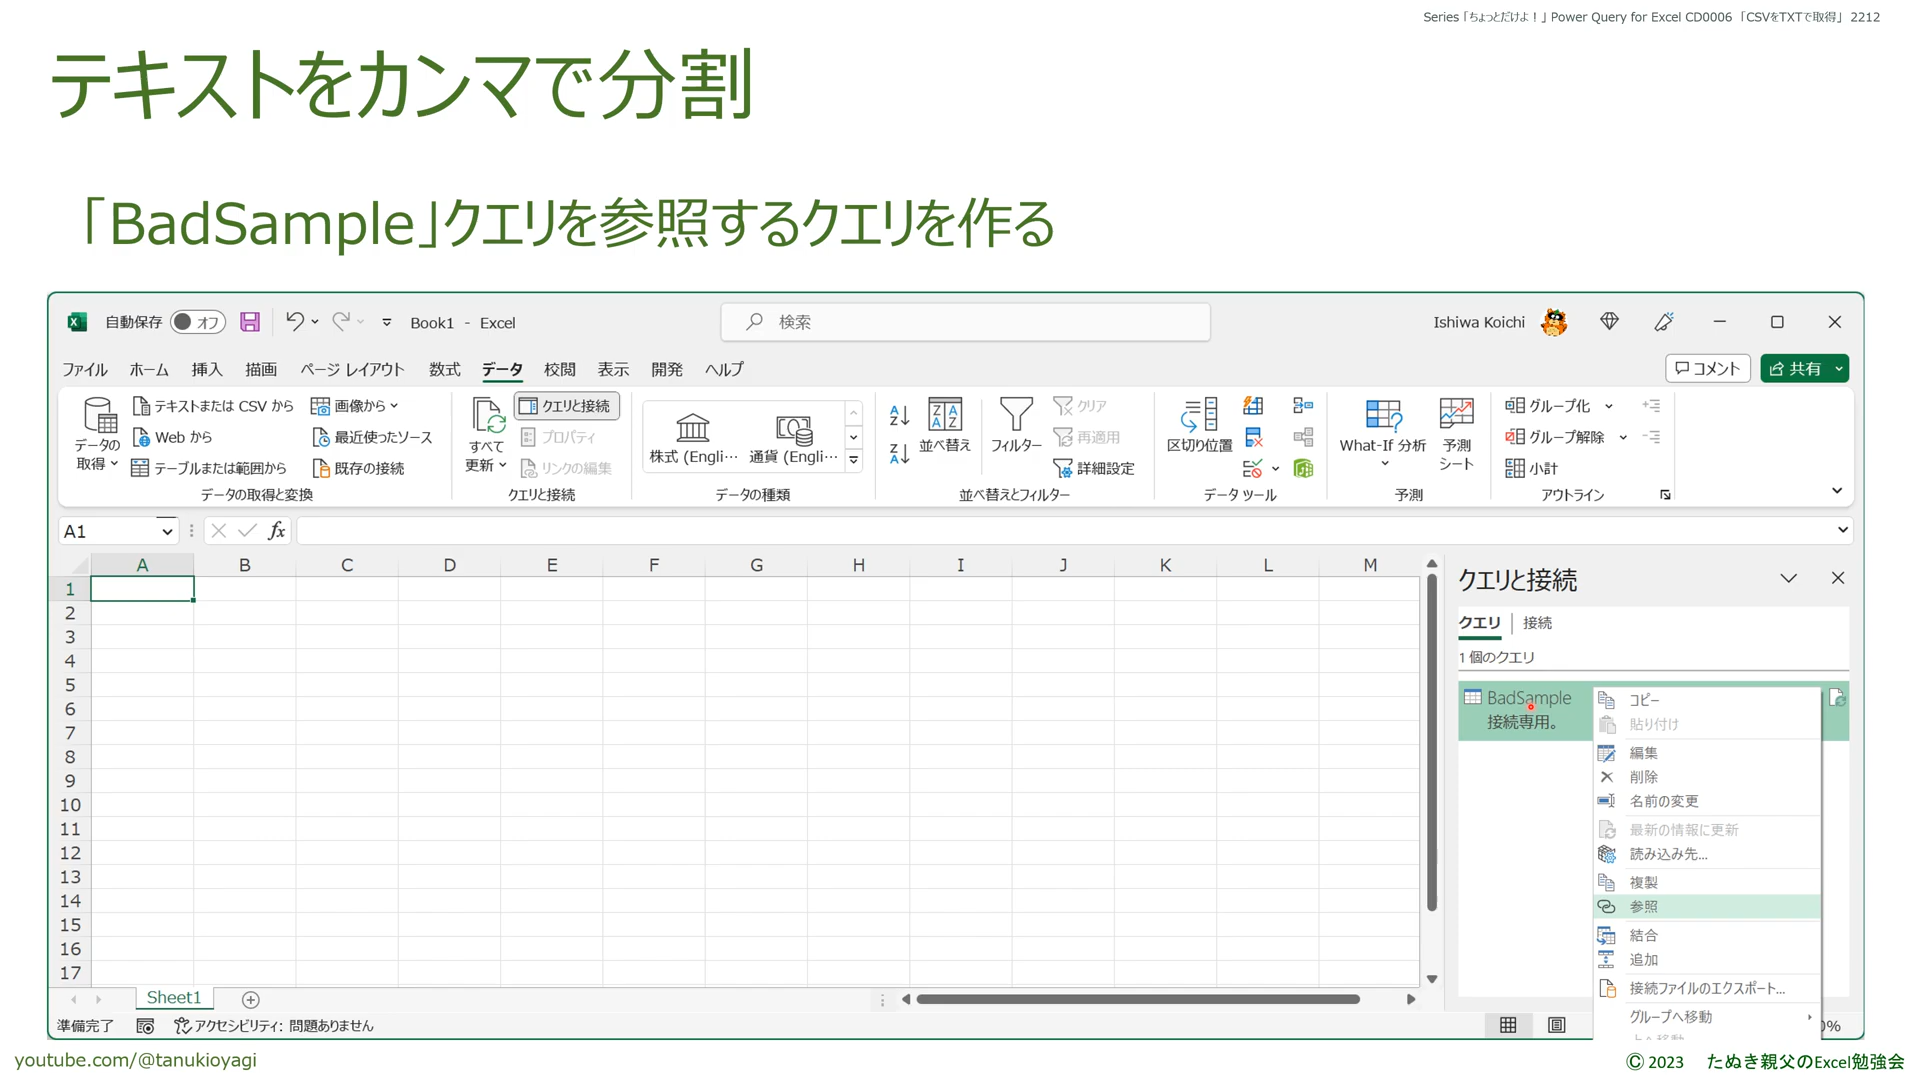 Series「ちょっとだけよ！」Power Query for Excel CD0006「CSVをTXTで取得」 2212
テキストをカンマで分割
「BadSample」クエリを参照するクエリを作る
自動保存 オフ Book1 - Excel 検索 Ishiwa Koichi
ファイル ホーム 挿入 描画 ページ レイアウト 数式 データ 校閲 表示 開発 ヘルプ コメント 共有
データの取得 テキストまたは CSV から 画像から
Web から 最近使ったソース
テーブルまたは範囲から 既存の接続
データの取得と変換
すべて更新 クエリと接続
プロパティ
リンクの編集
クエリと接続
株式 (Engli… 通貨 (Engli…
データの種類
並べ替え フィルター クリア
再適用
詳細設定
並べ替えとフィルター
区切り位置
データ ツール
What-If 分析 予測シート
予測
グループ化
グループ解除
小計
アウトライン
A1 fx
A B C D E F G H I J K L M
1
2
3
4
5
6
7
8
9
10
11
12
13
14
15
16
17
クエリと接続
クエリ 接続
1 個のクエリ
BadSample
接続専用。
コピー
貼り付け
編集
削除
名前の変更
最新の情報に更新
読み込み先...
複製
参照
結合
追加
接続ファイルのエクスポート...
グループへ移動
Sheet1
準備完了 アクセシビリティ: 問題ありません 0%
youtube.com/@tanukioyagi
© 2023 たぬき親父のExcel勉強会